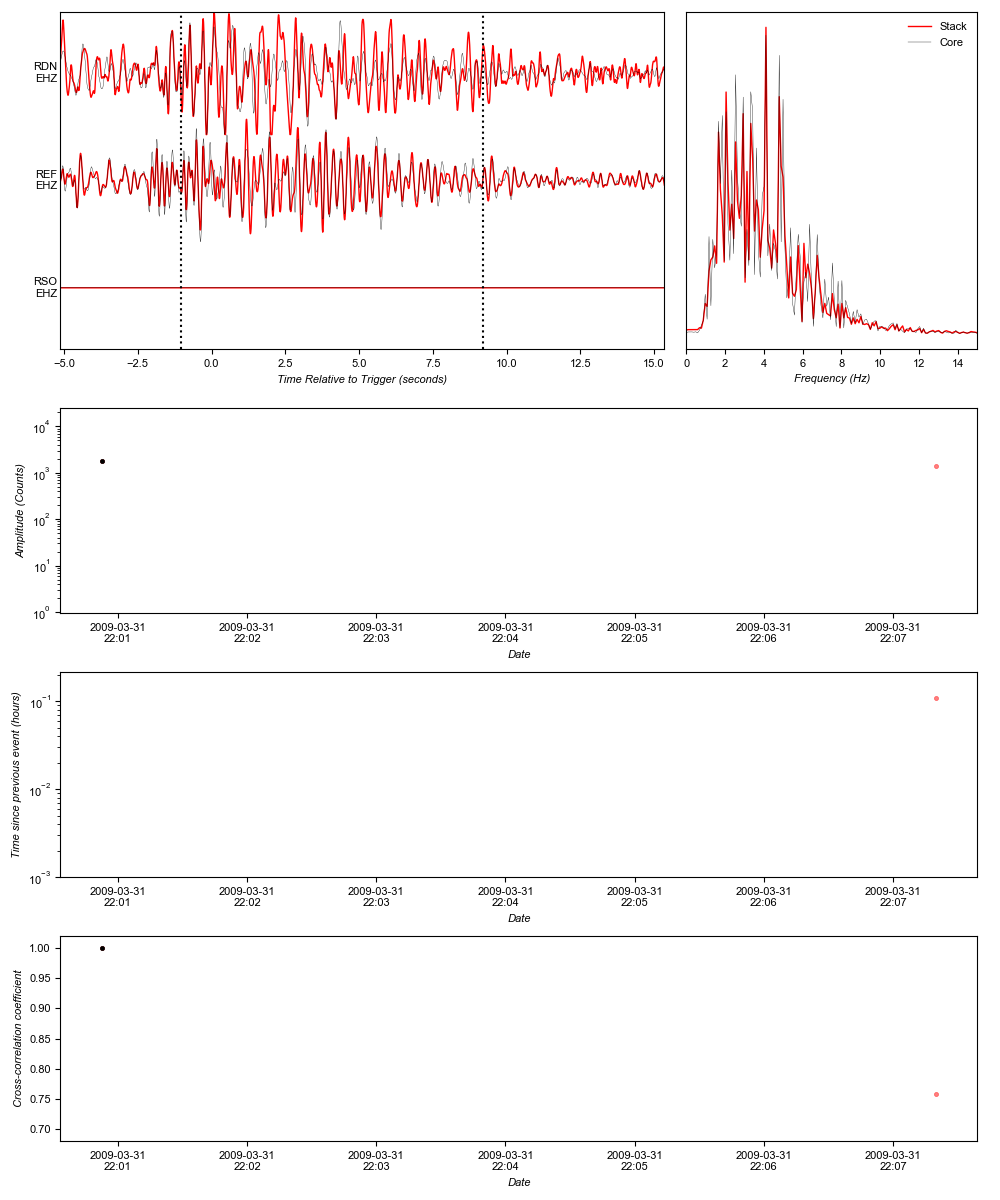 RDN
EHZ
REF
EHZ
RSO
EHZ
−5.0 −2.5 0.0 2.5 5.0 7.5 10.0 12.5 15.0
Time Relative to Trigger (seconds)
Stack
Core
0 2 4 6 8 10 12 14
Frequency (Hz)
10^4
10^3
10^2
10^1
10^0
Amplitude (Counts)
2009-03-31 2009-03-31 2009-03-31 2009-03-31 2009-03-31 2009-03-31 2009-03-31
22:01 22:02 22:03 22:04 22:05 22:06 22:07
Date
10^−1
10^−2
10^−3
Time since previous event (hours)
2009-03-31 2009-03-31 2009-03-31 2009-03-31 2009-03-31 2009-03-31 2009-03-31
22:01 22:02 22:03 22:04 22:05 22:06 22:07
Date
1.00
0.95
0.90
0.85
0.80
0.75
0.70
Cross-correlation coefficient
2009-03-31 2009-03-31 2009-03-31 2009-03-31 2009-03-31 2009-03-31 2009-03-31
22:01 22:02 22:03 22:04 22:05 22:06 22:07
Date